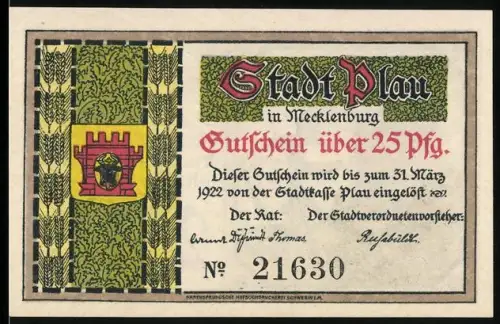 Stadt Plau
in Mecklenburg
Gutschein über 25 Pfg.
Dieser Gutschein wird bis zum 31. März
1922 von der Stadtkasse Plau eingelöst
Der Rat: Der Stadtverordnetenvorsteher:
Thomas
No 21630